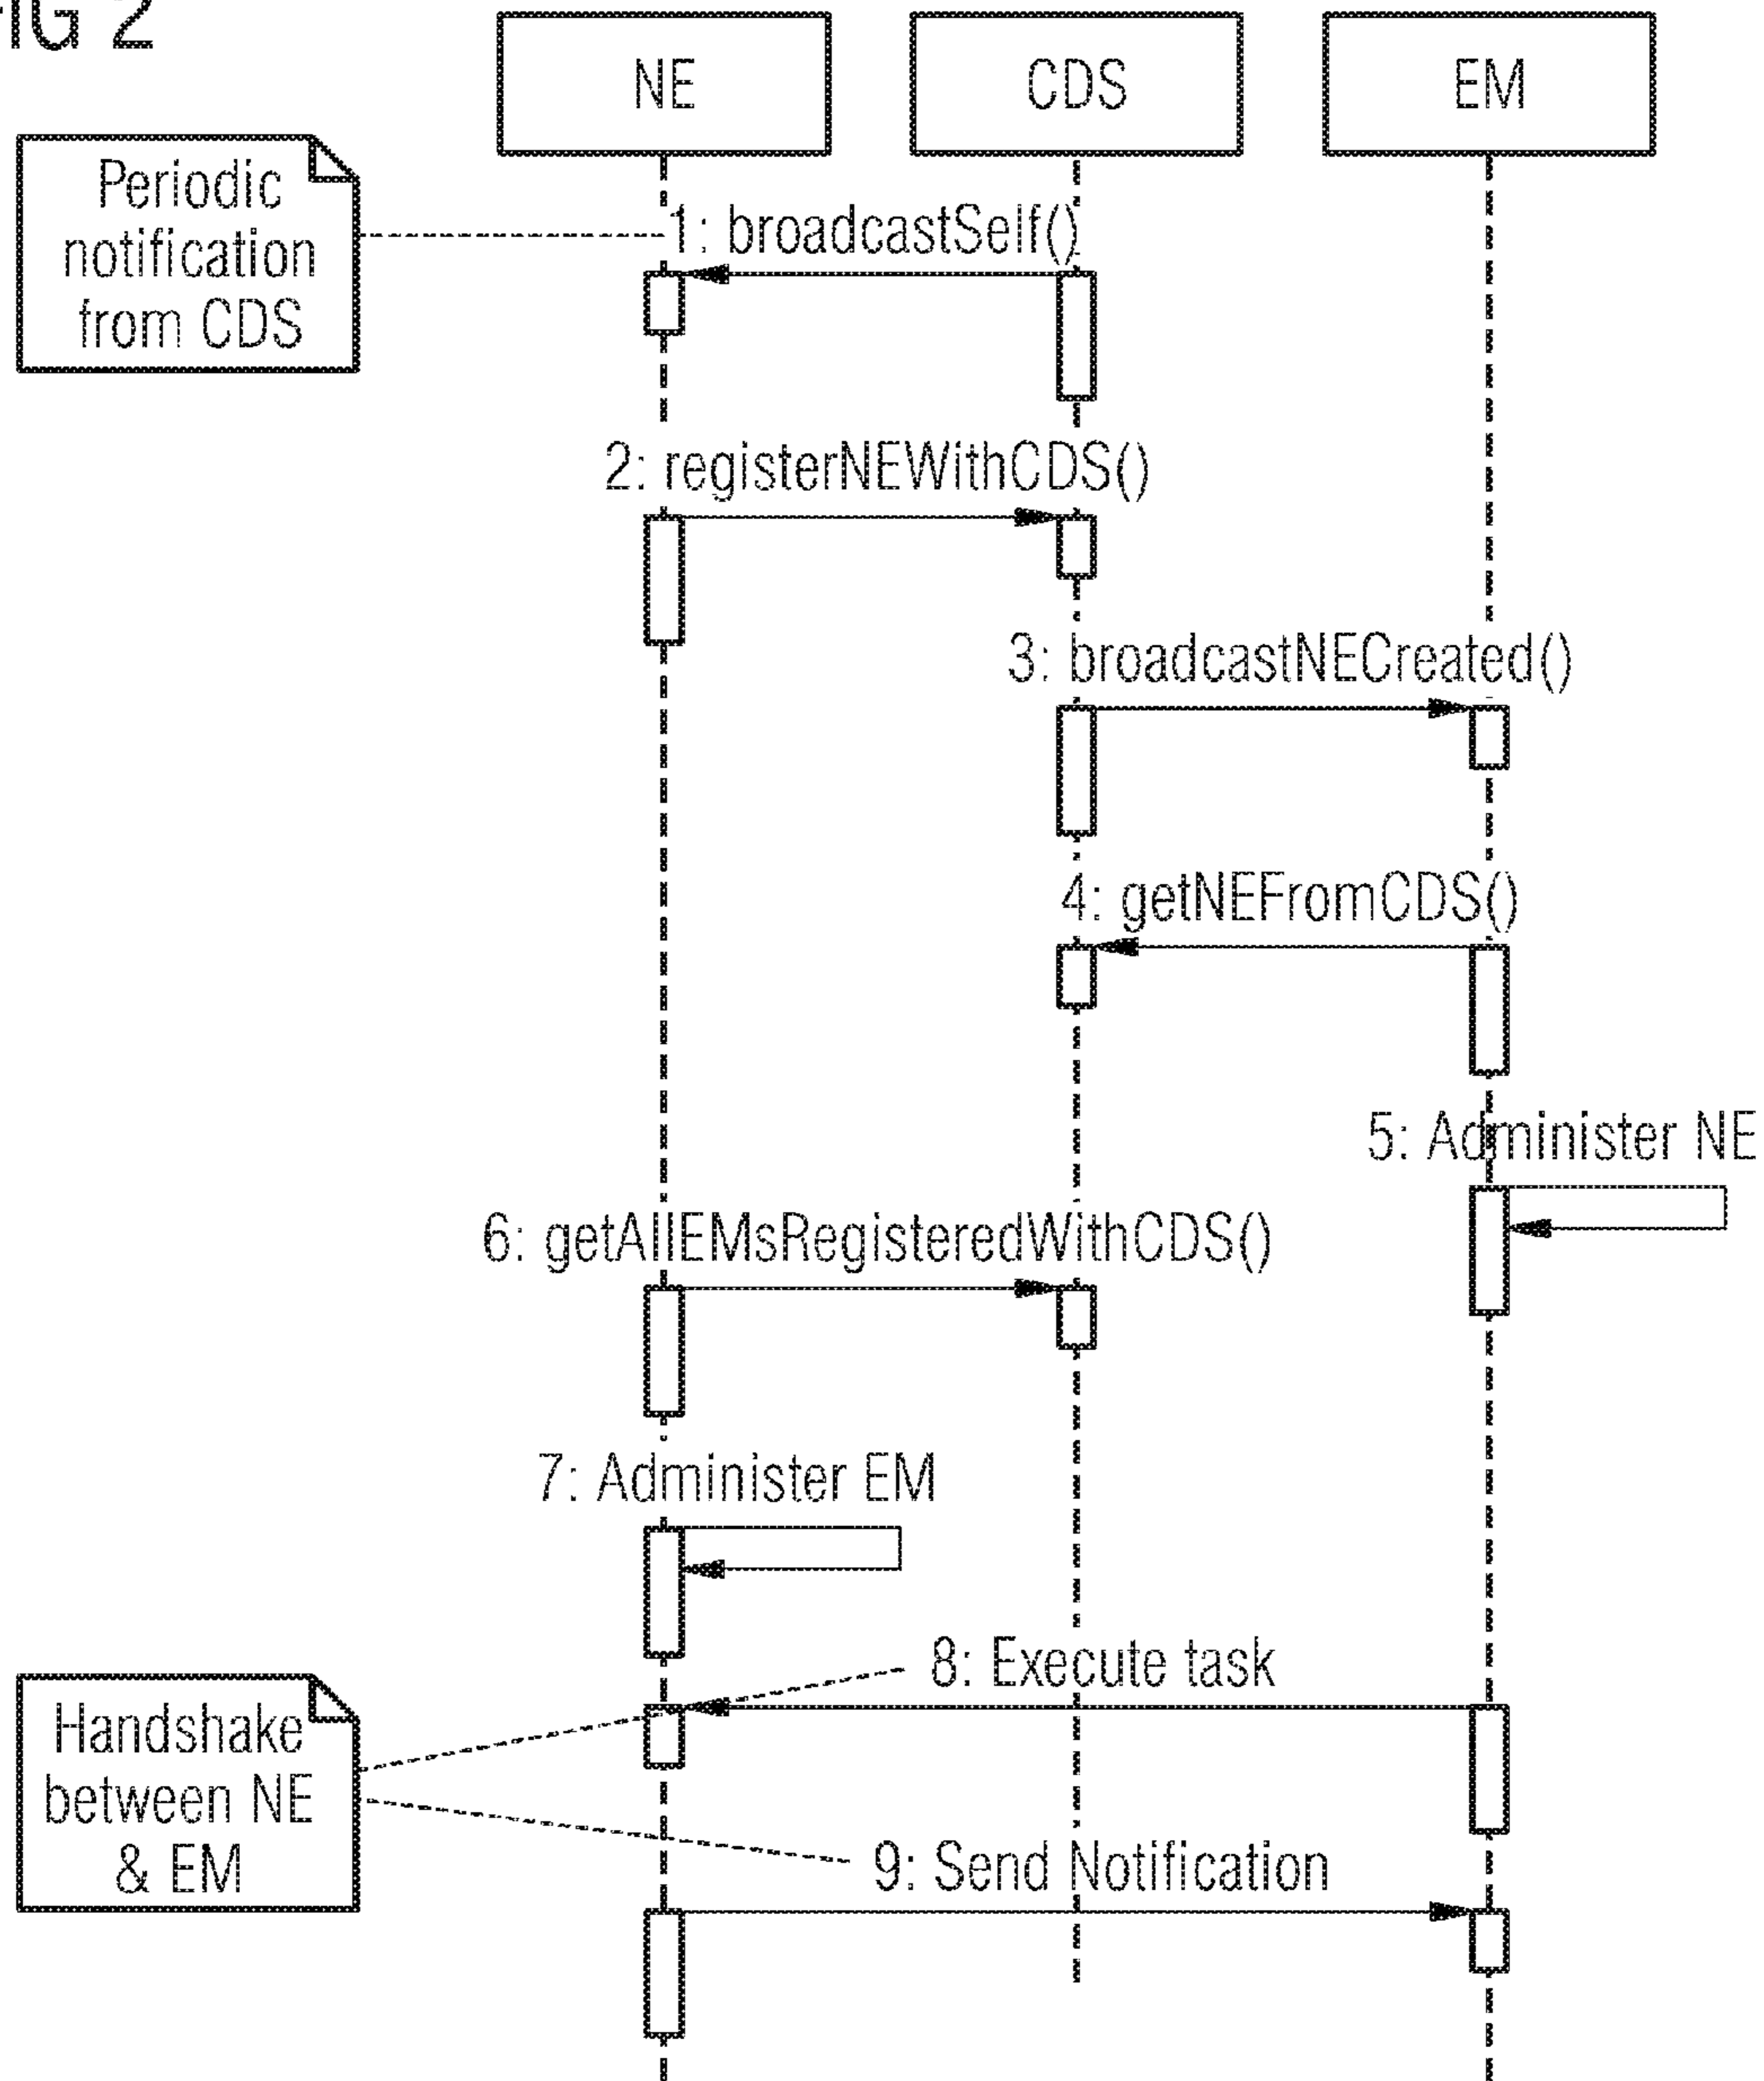 FIG 2
NE
CDS
EM
Periodic
notification
from CDS
1: broadcastSelf()
2: registerNEWithCDS()
3: broadcastNECreated()
4: getNEFromCDS()
5: Administer NE
6: getAllEMsRegisteredWithCDS()
7: Administer EM
8: Execute task
Handshake
between NE
& EM
9: Send Notification